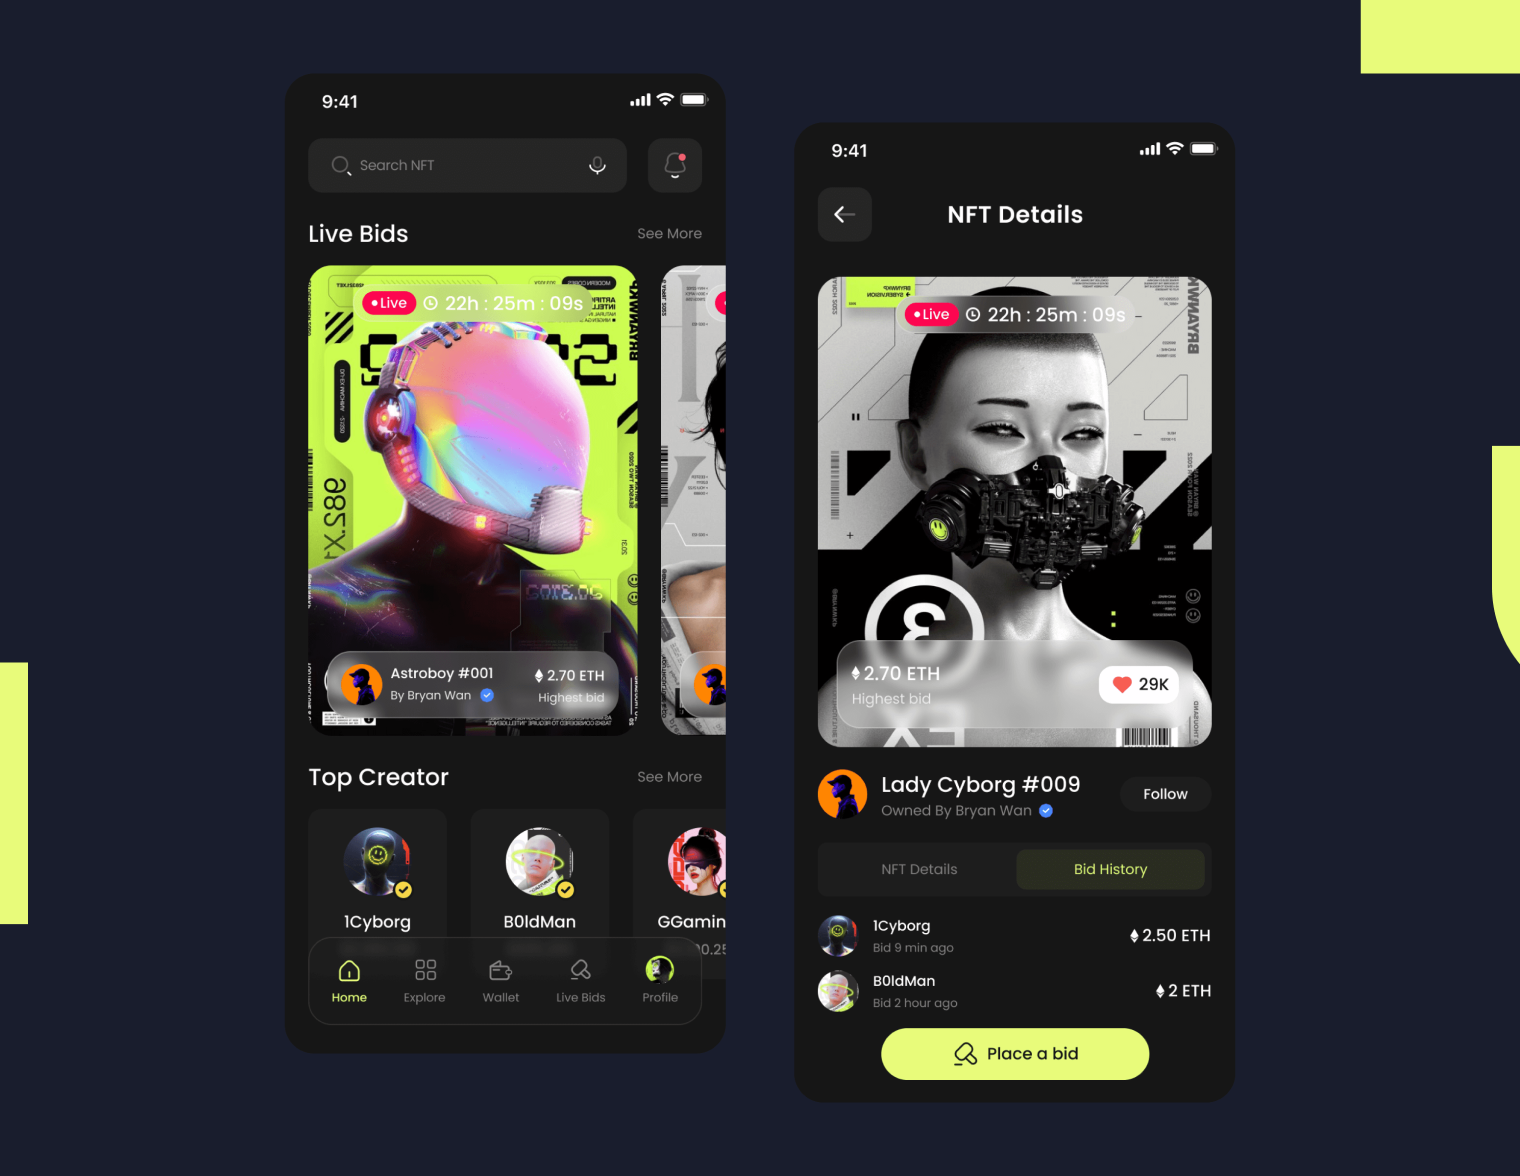 9:41
Search NFT
Live Bids
See More
Live
22h : 25m : 09s
Astroboy #001
By Bryan Wan
2.70 ETH
Highest bid
Top Creator
See More
1Cyborg
B0ldMan
GGamin
Home
Explore
Wallet
Live Bids
Profile
9:41
NFT Details
Live
22h : 25m : 09s
2.70 ETH
Highest bid
29K
Lady Cyborg #009
Owned By Bryan Wan
Follow
NFT Details
Bid History
1Cyborg
Bid 9 min ago
2.50 ETH
B0ldMan
Bid 2 hour ago
2 ETH
Place a bid